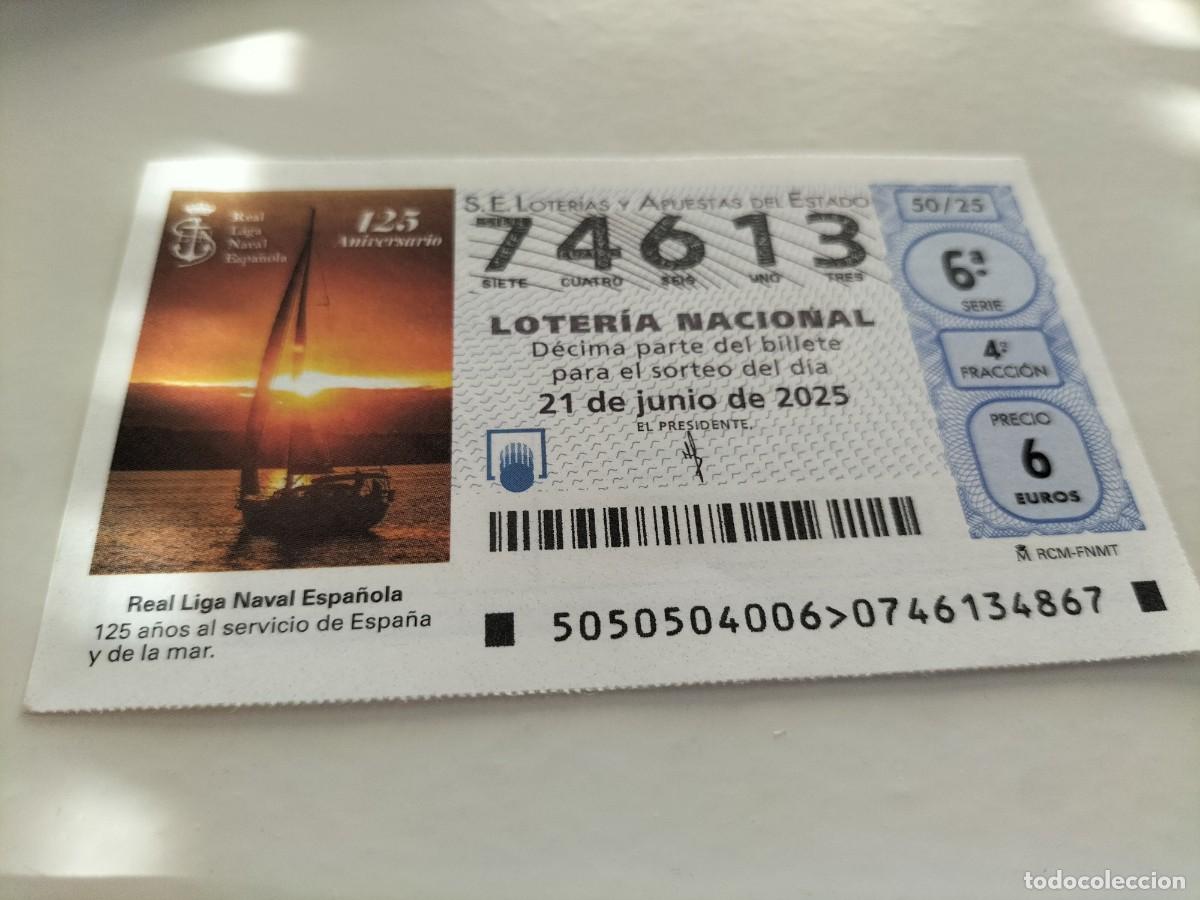 Real
Liga
Naval
Española
125
Aniversario
Real Liga Naval Española
125 años al servicio de España
y de la mar.
S.E. LOTERÍAS Y APUESTAS DEL ESTADO
74613
SIETE CUATRO SEIS UNO TRES
LOTERÍA NACIONAL
Décima parte del billete
para el sorteo del día
21 de junio de 2025
EL PRESIDENTE,
50/25
6ª
SERIE
4ª
FRACCIÓN
PRECIO
6
EUROS
RCM-FNMT
5050504006>0746134867
todocoleccion